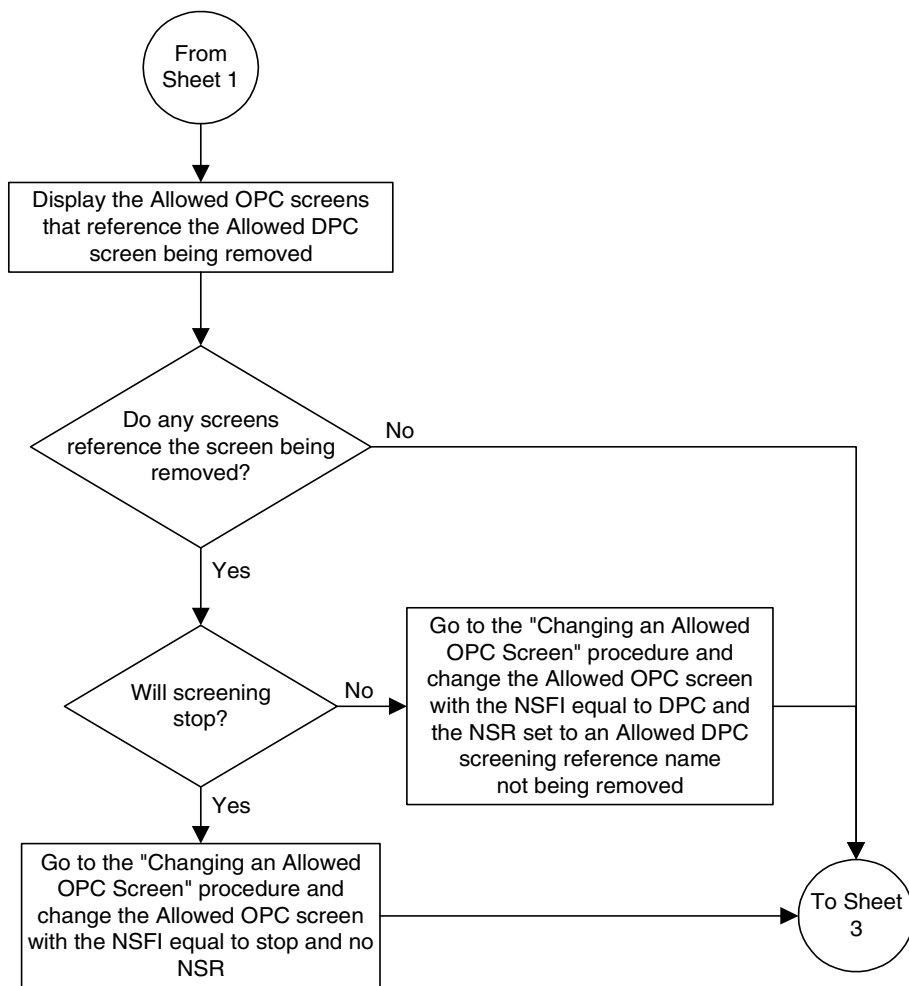 From
Sheet 1
Display the Allowed OPC screens
that reference the Allowed DPC
screen being removed
Do any screens
reference the screen being
removed?
No
Yes
Will screening
stop?
No
Go to the "Changing an Allowed
OPC Screen" procedure and
change the Allowed OPC screen
with the NSFI equal to DPC and
the NSR set to an Allowed DPC
screening reference name
not being removed
Yes
Go to the "Changing an Allowed
OPC Screen" procedure and
change the Allowed OPC screen
with the NSFI equal to stop and no
NSR
To Sheet
3